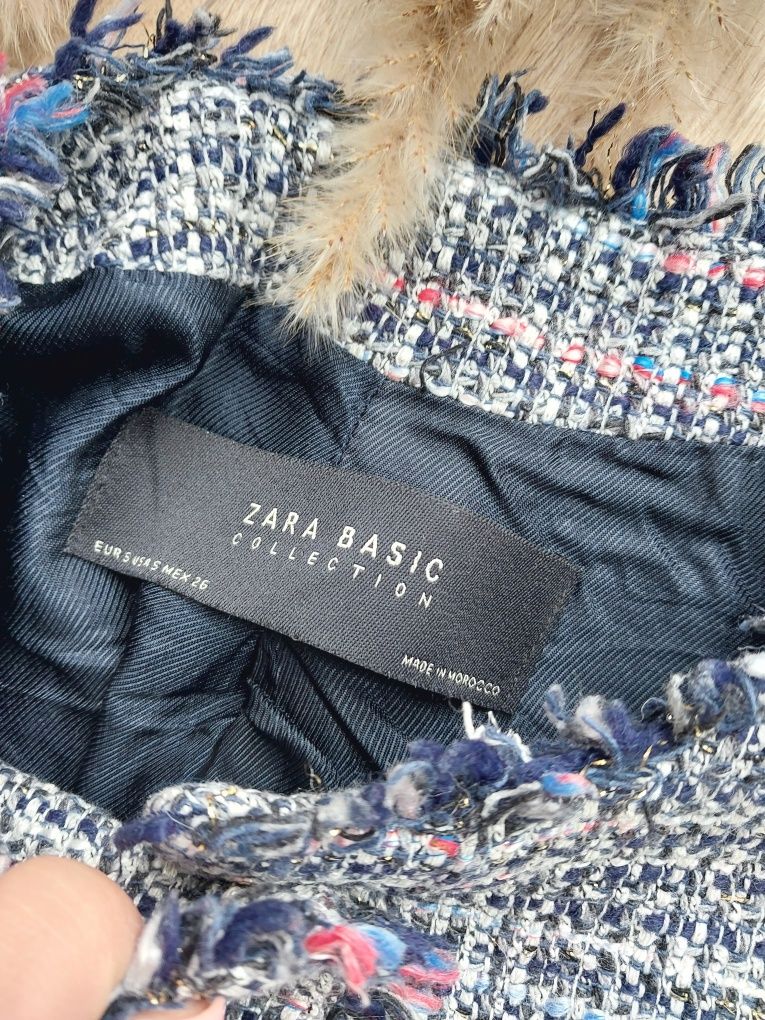 ZARA BASIC
COLLECTION
EUR S USA S MEX 26
MADE IN MOROCCO